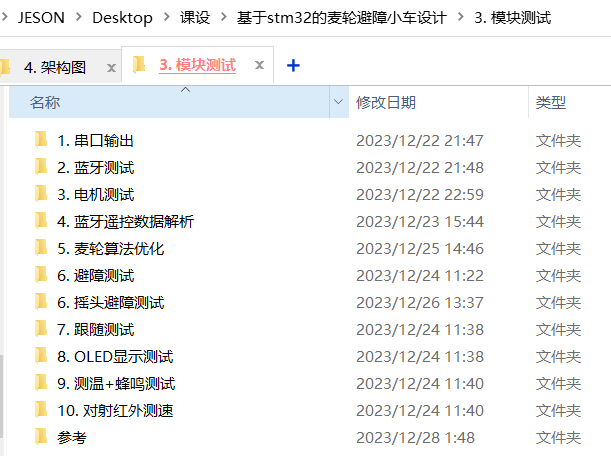 JESON > Desktop > 课设 > 基于stm32的麦轮避障小车设计 > 3. 模块测试
4. 架构图 × 3. 模块测试 × +
名称 修改日期 类型
1. 串口输出 2023/12/22 21:47 文件夹
2. 蓝牙测试 2023/12/22 21:48 文件夹
3. 电机测试 2023/12/22 22:59 文件夹
4. 蓝牙遥控数据解析 2023/12/23 15:44 文件夹
5. 麦轮算法优化 2023/12/25 14:46 文件夹
6. 避障测试 2023/12/24 11:22 文件夹
6. 摇头避障测试 2023/12/26 13:37 文件夹
7. 跟随测试 2023/12/24 11:38 文件夹
8. OLED显示测试 2023/12/24 11:38 文件夹
9. 测温+蜂鸣测试 2023/12/24 11:40 文件夹
10. 对射红外测速 2023/12/24 11:40 文件夹
参考 2023/12/28 1:48 文件夹